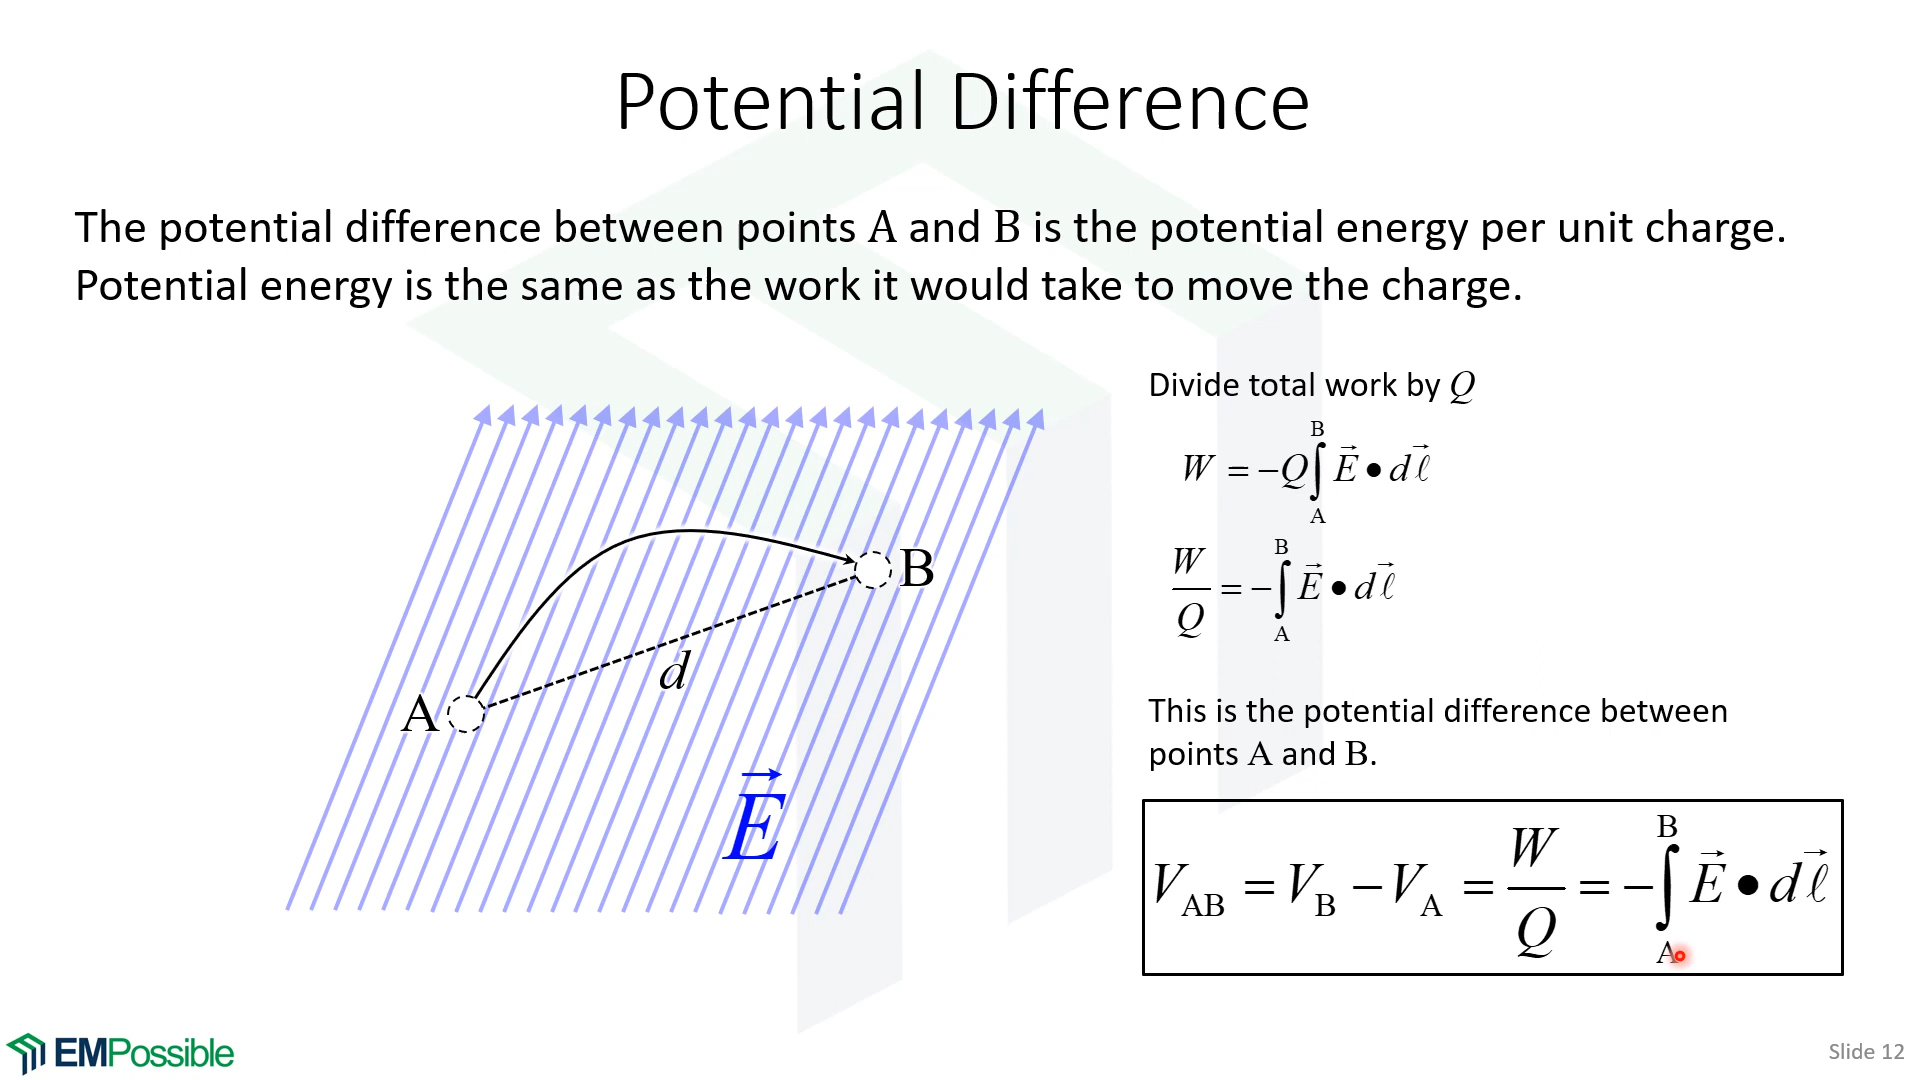 Potential Difference
The potential difference between points A and B is the potential energy per unit charge.
Potential energy is the same as the work it would take to move the charge.
Divide total work by Q
W = −Q∫_A^B E⃗ • dℓ⃗
W/Q = −∫_A^B E⃗ • dℓ⃗
B
d
A
E⃗
This is the potential difference between
points A and B.
V_AB = V_B − V_A = W/Q = −∫_A^B E⃗ • dℓ⃗
EMPossible
Slide 12